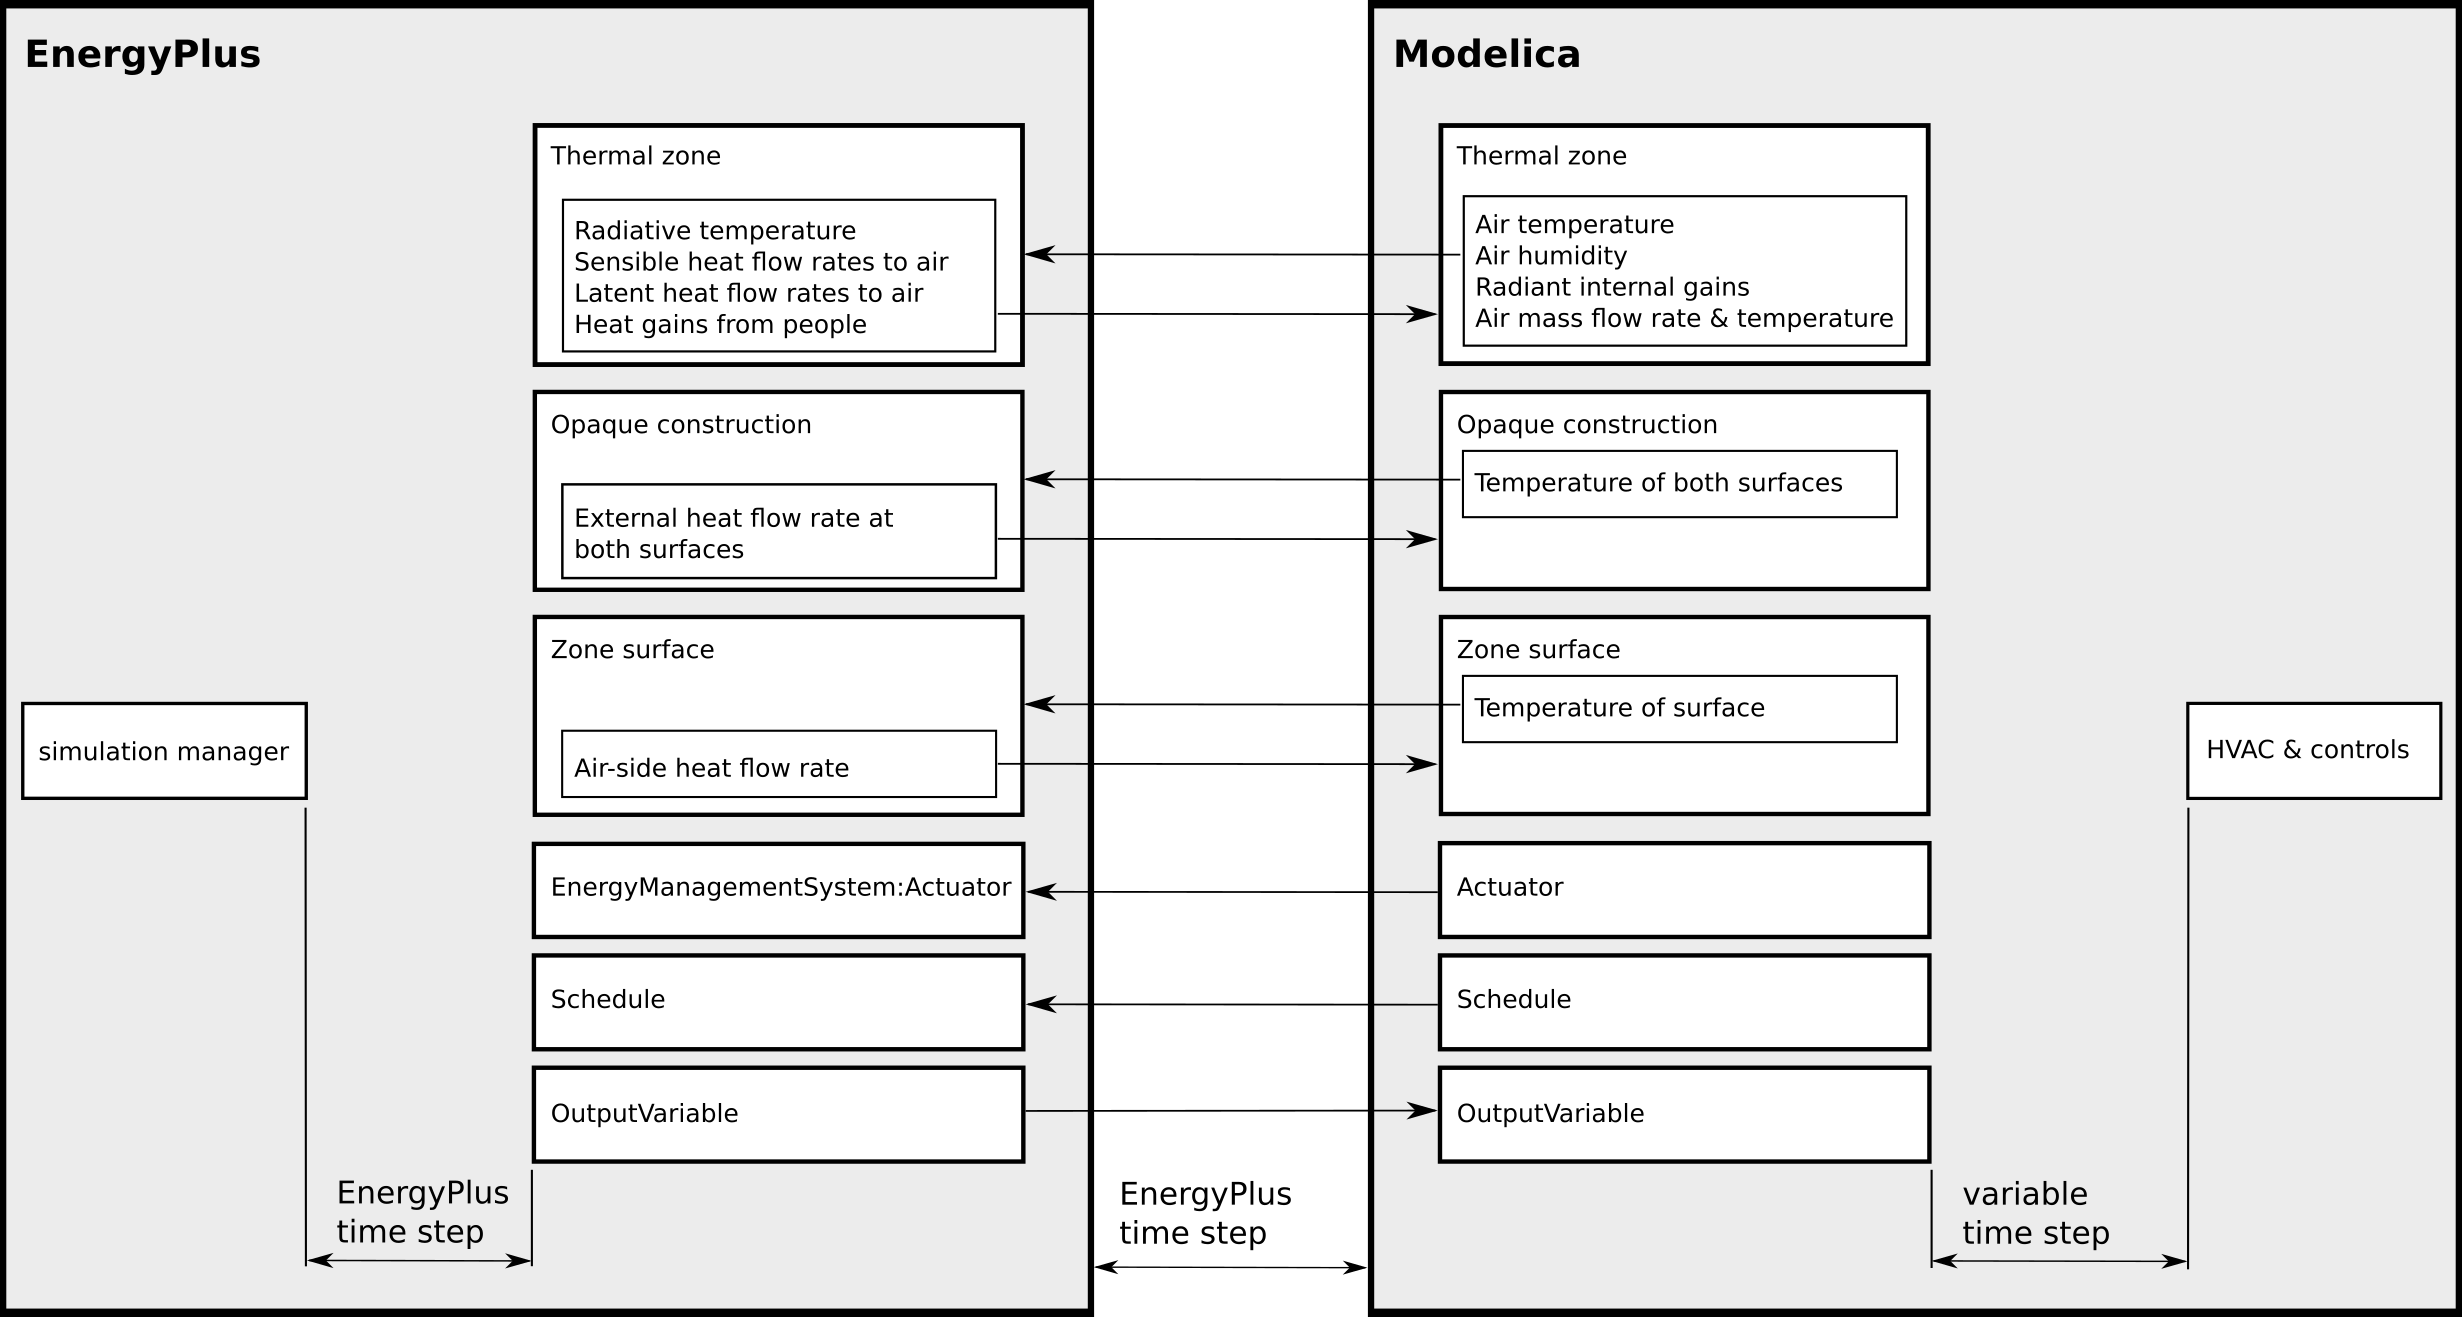 EnergyPlus
simulation manager
Thermal zone
Radiative temperature
Sensible heat flow rates to air
Latent heat flow rates to air
Heat gains from people
Opaque construction
External heat flow rate at
both surfaces
Zone surface
Air-side heat flow rate
EnergyManagementSystem:Actuator
Schedule
OutputVariable
EnergyPlus
time step
EnergyPlus
time step
Modelica
Thermal zone
Air temperature
Air humidity
Radiant internal gains
Air mass flow rate & temperature
Opaque construction
Temperature of both surfaces
Zone surface
Temperature of surface
Actuator
Schedule
OutputVariable
HVAC & controls
variable
time step